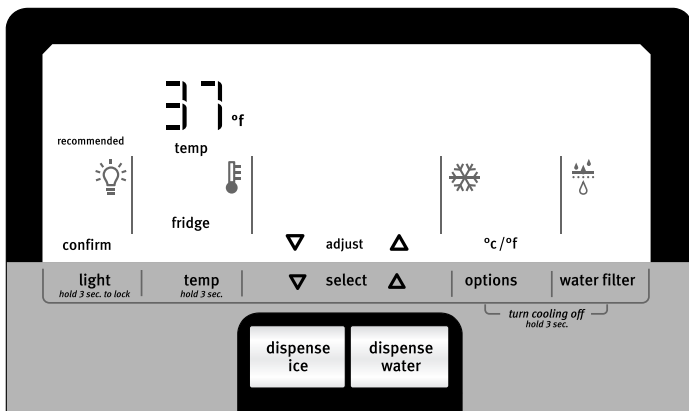 37 °f
recommended
temp
fridge
confirm
adjust
°c/°f
light
hold 3 sec. to lock
temp
hold 3 sec.
select
options
water filter
turn cooling off
hold 3 sec.
dispense
ice
dispense
water